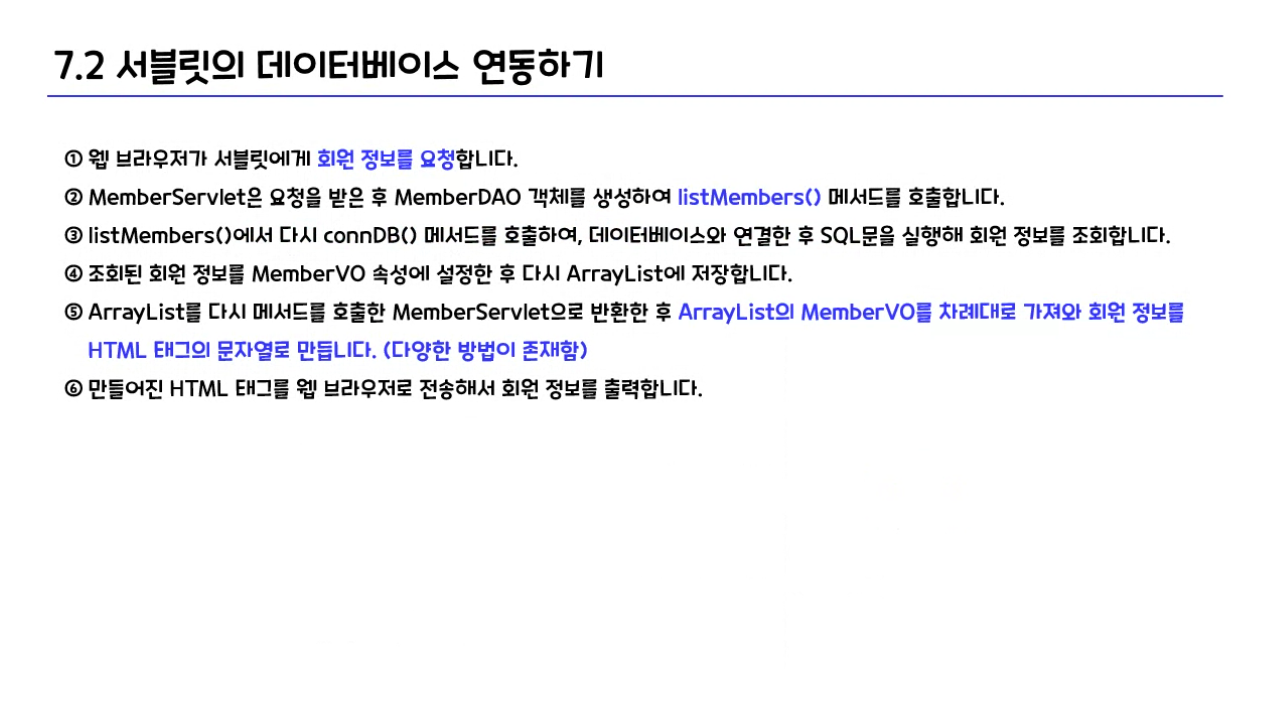 7.2 서블릿의 데이터베이스 연동하기
① 웹 브라우저가 서블릿에게 회원 정보를 요청합니다.
② MemberServlet은 요청을 받은 후 MemberDAO 객체를 생성하여 listMembers() 메서드를 호출합니다.
③ listMembers()에서 다시 connDB() 메서드를 호출하여, 데이터베이스와 연결한 후 SQL문을 실행해 회원 정보를 조회합니다.
④ 조회된 회원 정보를 MemberVO 속성에 설정한 후 다시 ArrayList에 저장합니다.
⑤ ArrayList를 다시 메서드를 호출한 MemberServlet으로 반환한 후 ArrayList의 MemberVO를 차례대로 가져와 회원 정보를
HTML 태그의 문자열로 만듭니다. (다양한 방법이 존재함)
⑥ 만들어진 HTML 태그를 웹 브라우저로 전송해서 회원 정보를 출력합니다.